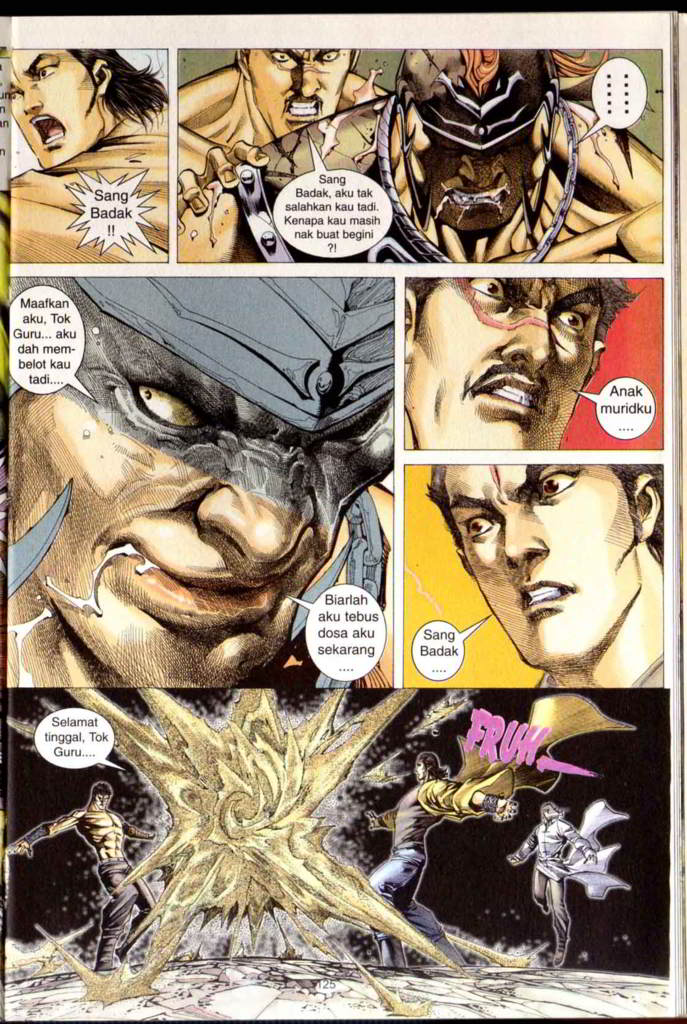 Sang
Badak
!!
Sang
Badak, aku tak
salahkan kau tadi.
Kenapa kau masih
nak buat begini
?!
Maafkan
aku, Tok
Guru... aku
dah mem-
belot kau
tadi....
Anak
muridku
....
Biarlah
aku tebus
dosa aku
sekarang
....
Sang
Badak
....
Selamat
tinggal, Tok
Guru....
FRUH
125